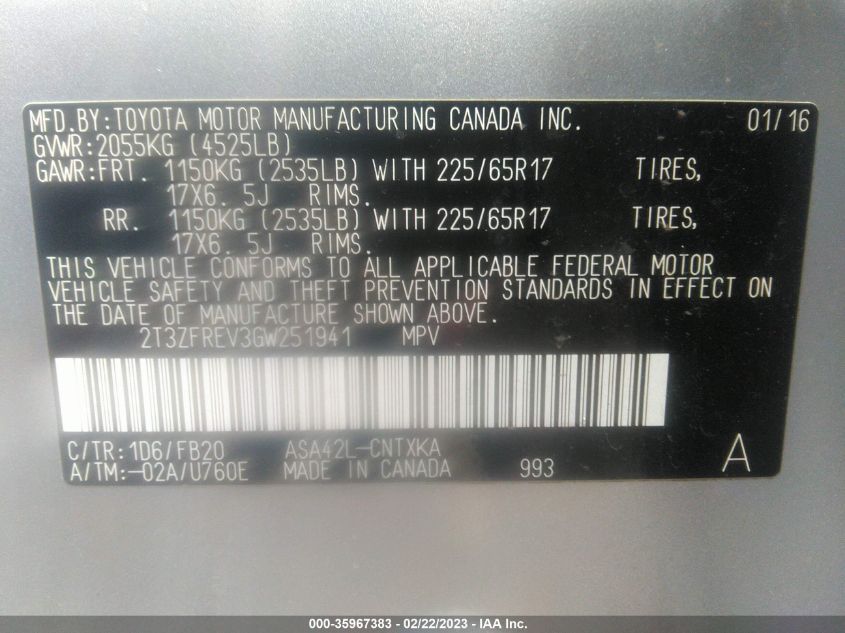 MFD.BY:TOYOTA MOTOR MANUFACTURING CANADA INC. 01/16
GVWR:2055KG (4525LB)
GAWR:FRT. 1150KG (2535LB) WITH 225/65R17 TIRES,
17X6. 5J RIMS.
RR. 1150KG (2535LB) WITH 225/65R17 TIRES,
17X6. 5J RIMS.
THIS VEHICLE CONFORMS TO ALL APPLICABLE FEDERAL MOTOR
VEHICLE SAFETY AND THEFT PREVENTION STANDARDS IN EFFECT ON
THE DATE OF MANUFACTURE SHOWN ABOVE.
2T3ZFREV3GW251941 MPV
C/TR:1D6/FB20 ASA42L-CNTXKA
A/TM:-02A/U760E MADE IN CANADA 993 A
000-35967383 - 02/22/2023 - IAA Inc.